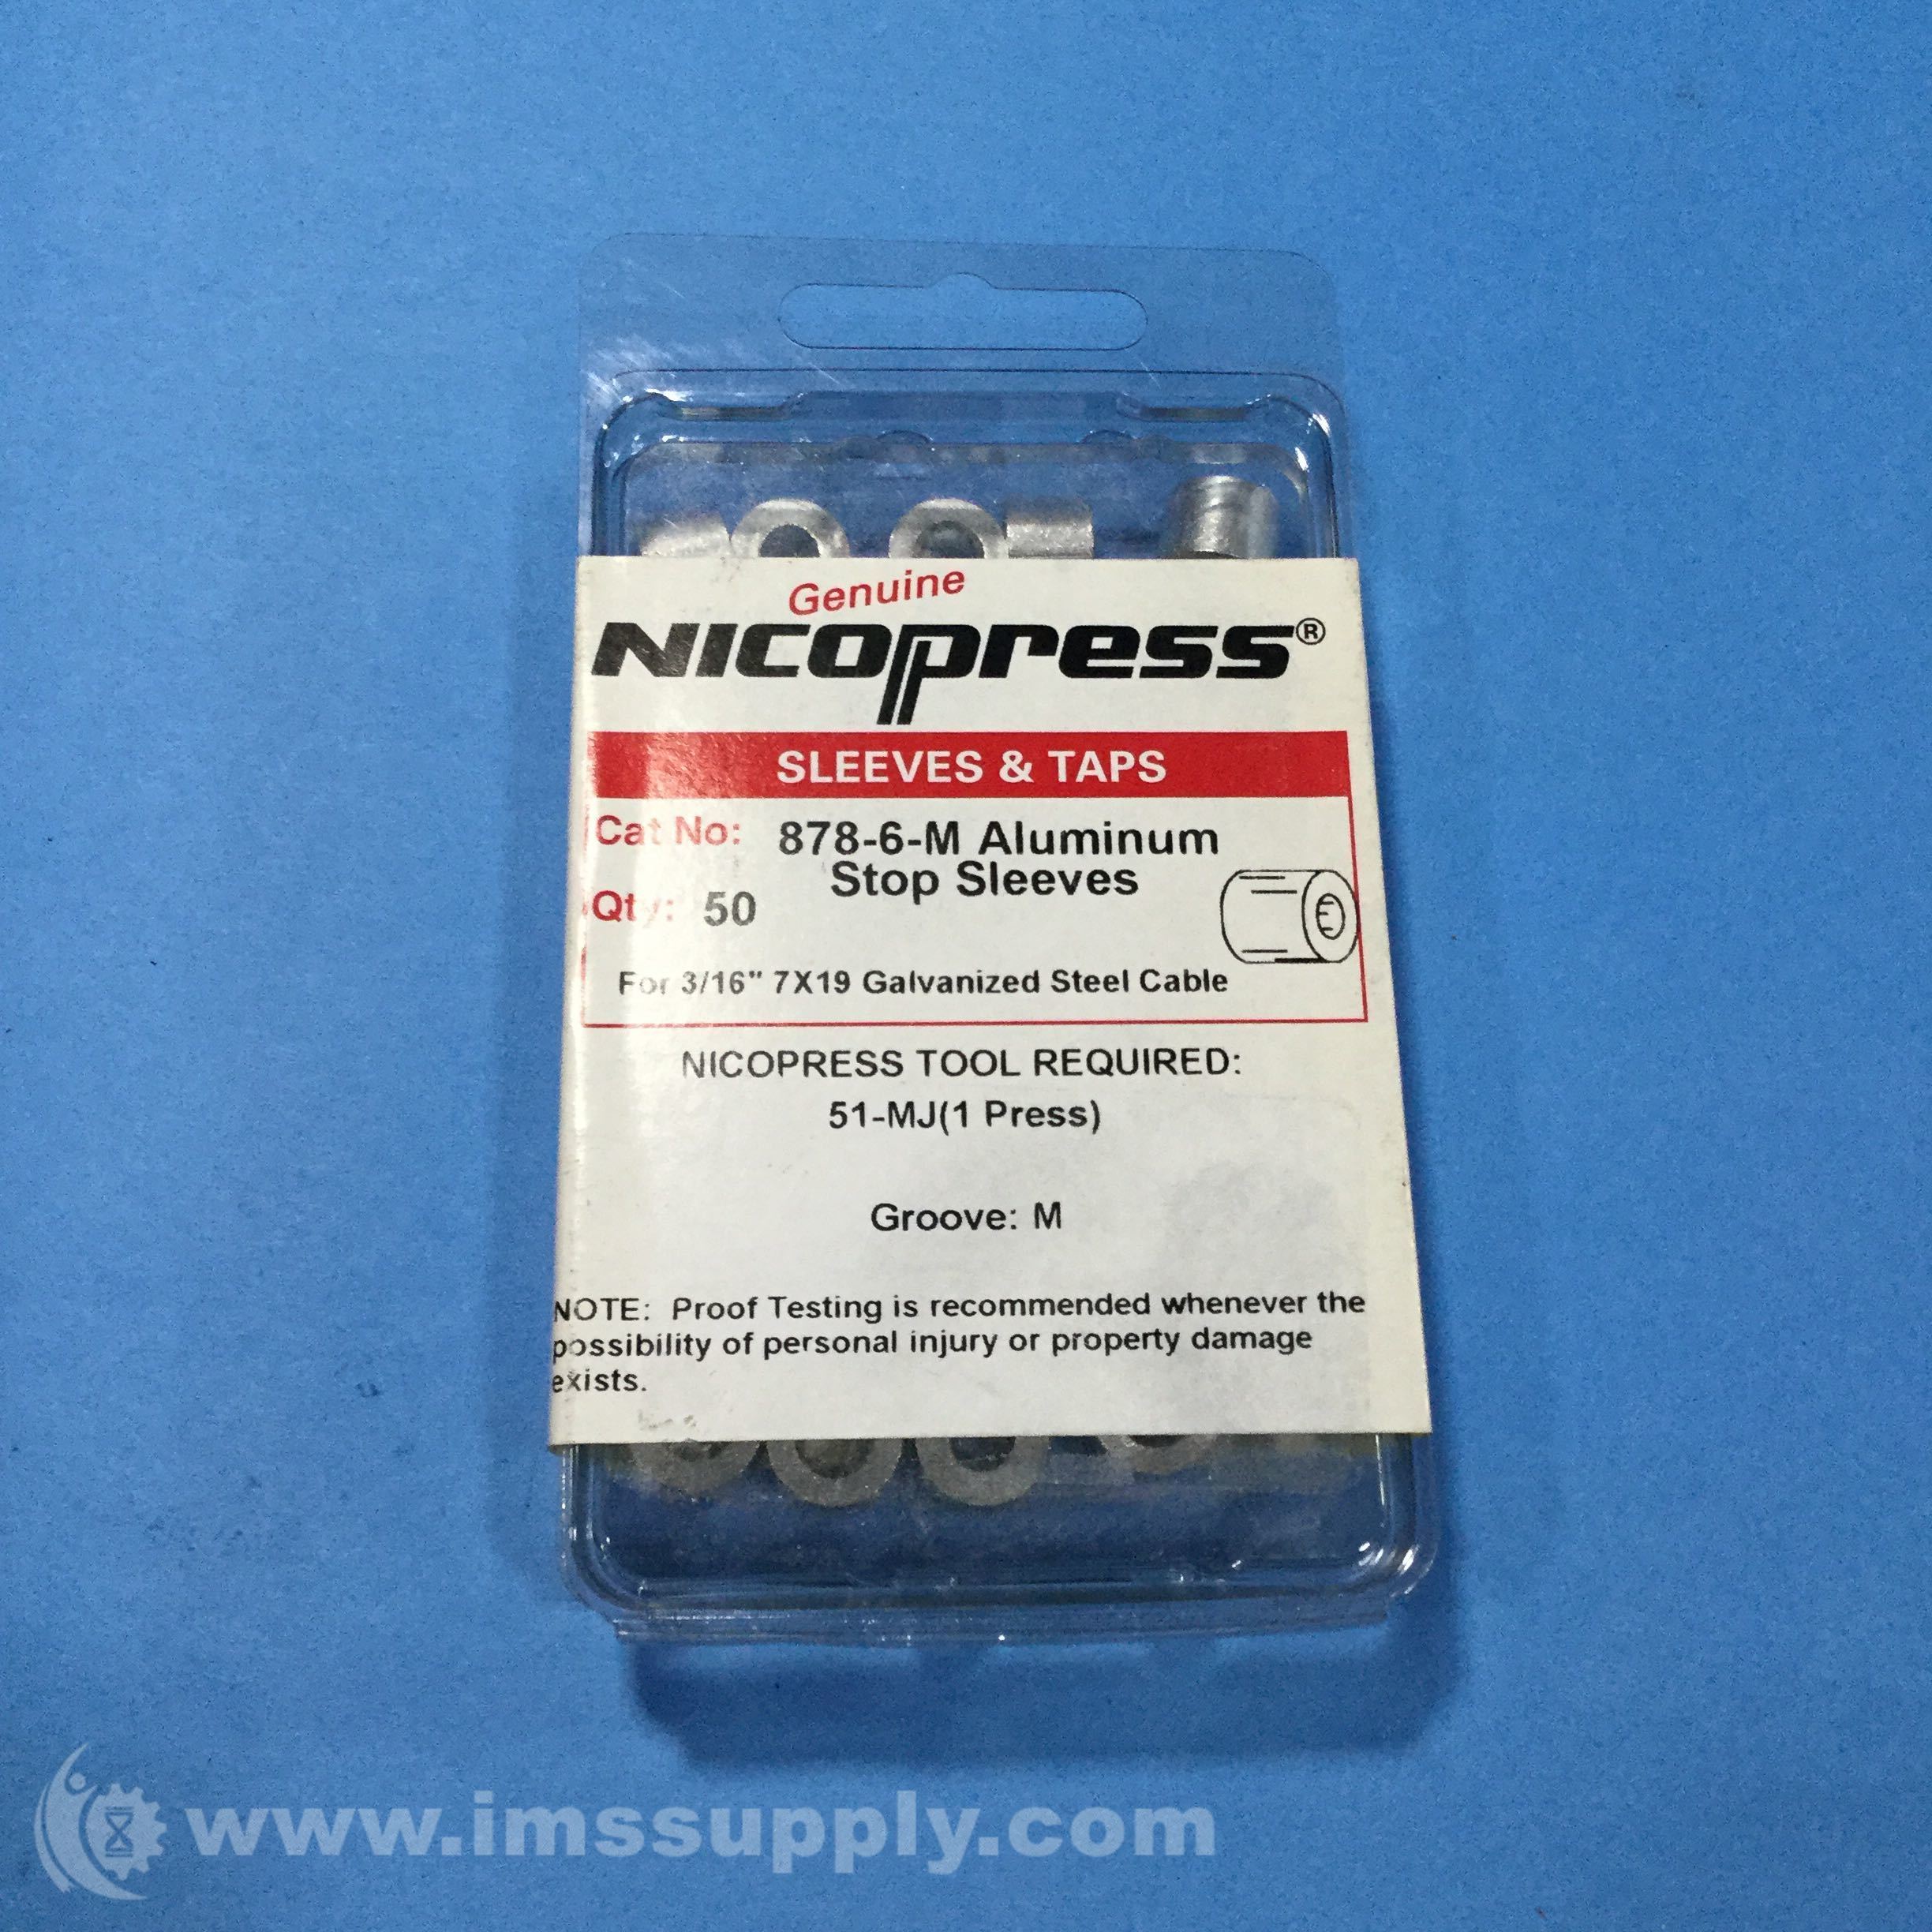 Genuine
Nicopress®
SLEEVES & TAPS
Cat No: 878-6-M Aluminum
Stop Sleeves
Qty: 50
For 3/16" 7X19 Galvanized Steel Cable
NICOPRESS TOOL REQUIRED:
51-MJ(1 Press)
Groove: M
NOTE: Proof Testing is recommended whenever the
possibility of personal injury or property damage
exists.
www.imssupply.com